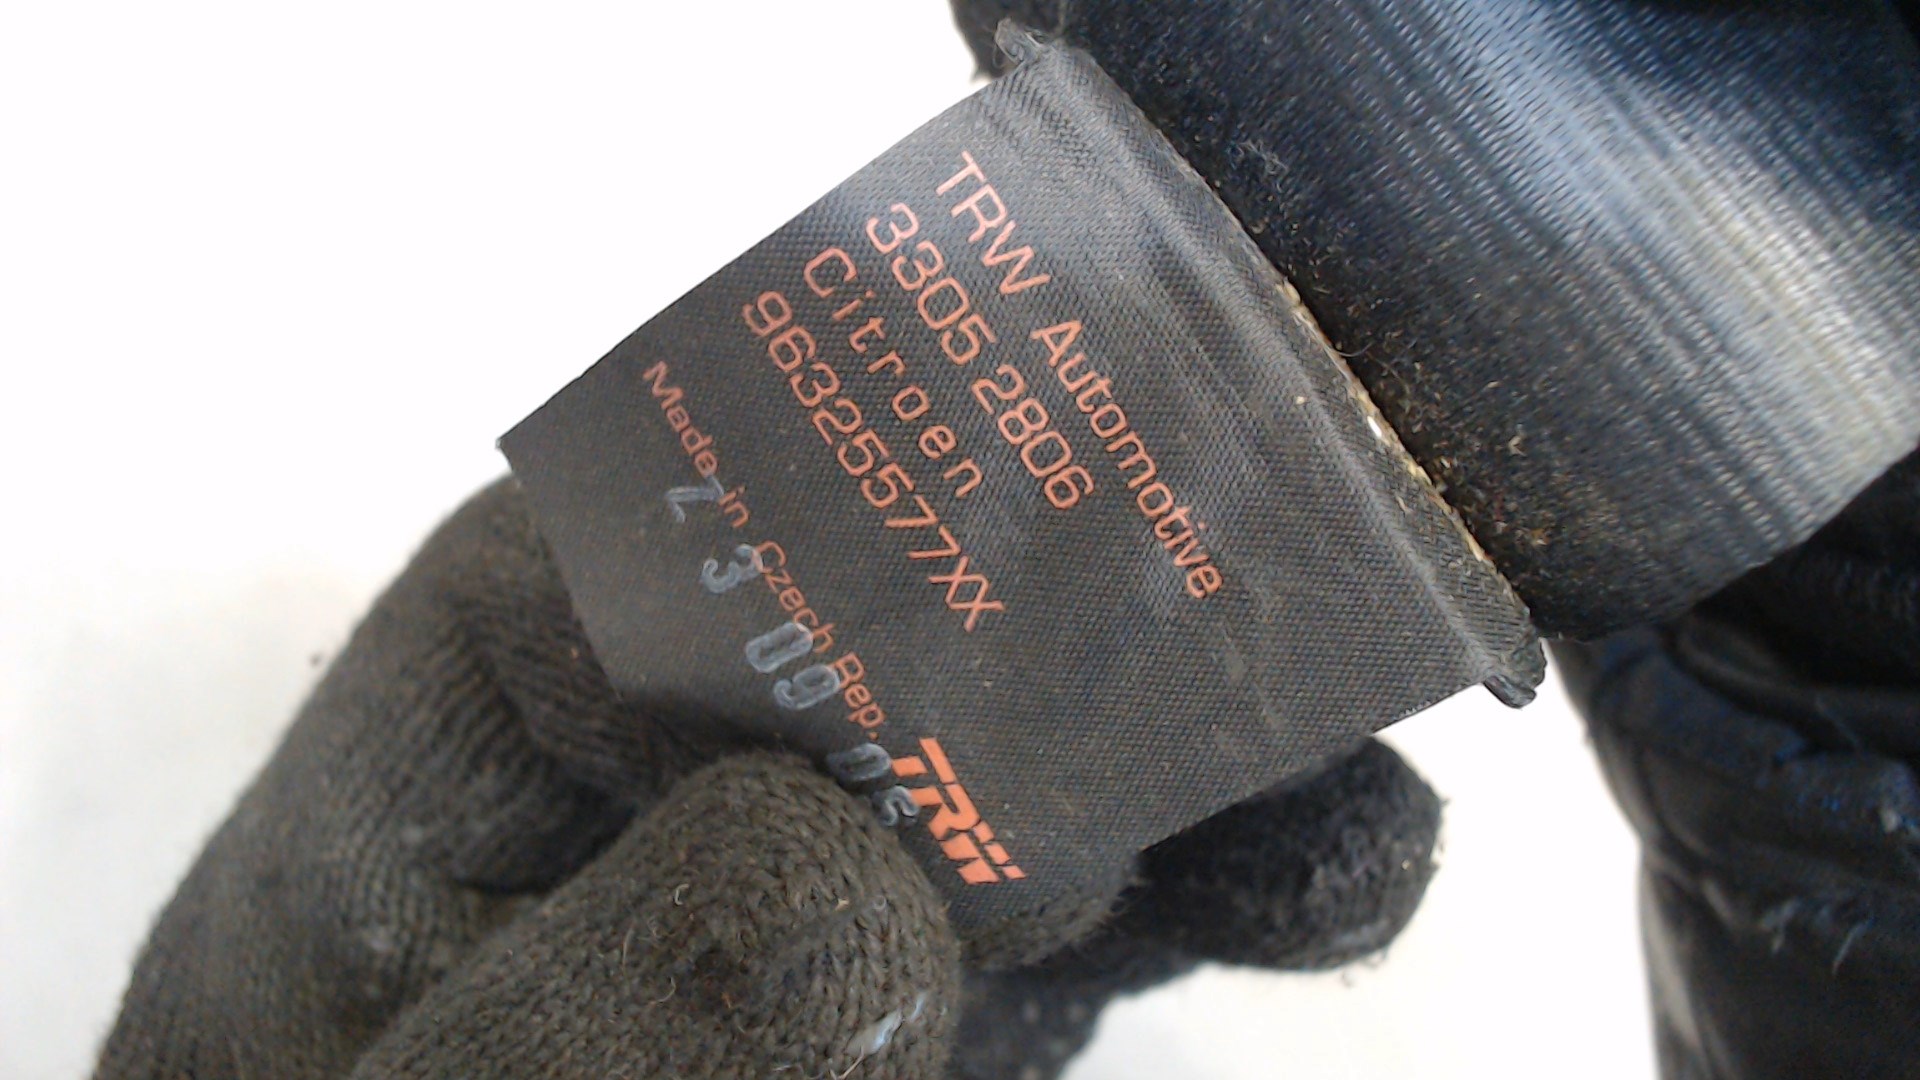 TRW Automotive
3305 2806
Citroen
96325577XX
Made in Czech Rep.
TRW
3 09 05